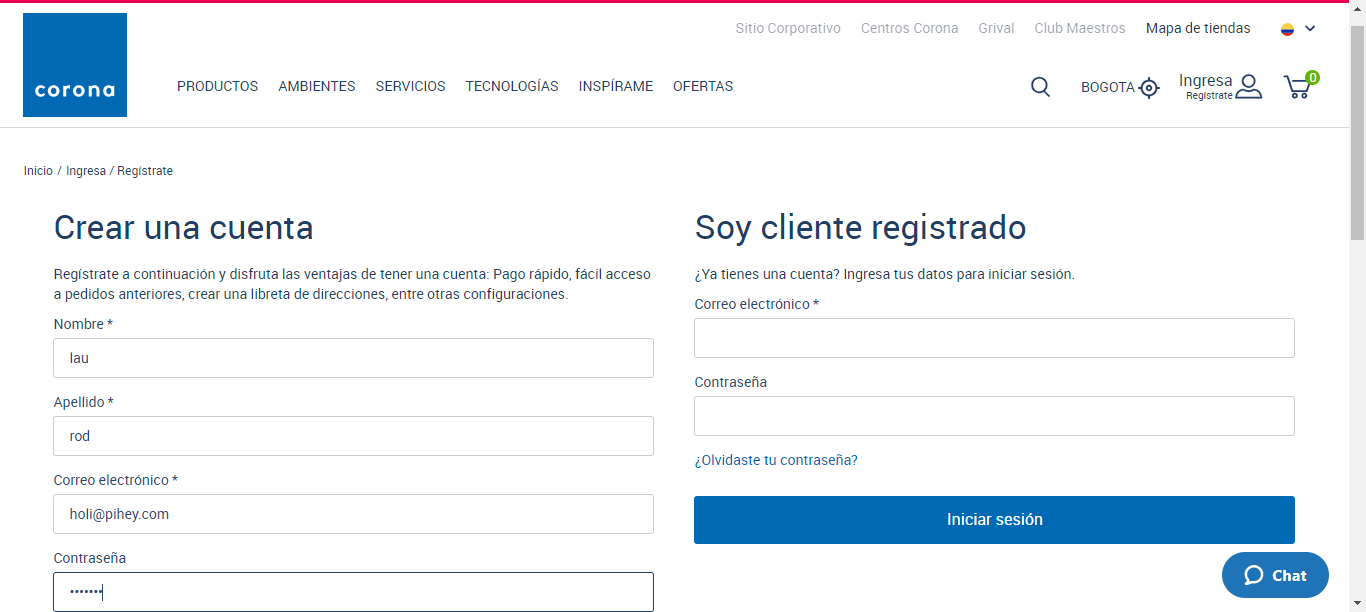 Sitio Corporativo Centros Corona Grival Club Maestros Mapa de tiendas
corona
PRODUCTOS AMBIENTES SERVICIOS TECNOLOGÍAS INSPÍRAME OFERTAS
BOGOTA
Ingresa
Regístrate
0
Inicio / Ingresa / Regístrate
Crear una cuenta
Regístrate a continuación y disfruta las ventajas de tener una cuenta: Pago rápido, fácil acceso
a pedidos anteriores, crear una libreta de direcciones, entre otras configuraciones.
Nombre *
lau
Apellido *
rod
Correo electrónico *
holi@pihey.com
Contraseña
•••••••
Soy cliente registrado
¿Ya tienes una cuenta? Ingresa tus datos para iniciar sesión.
Correo electrónico *
Contraseña
¿Olvidaste tu contraseña?
Iniciar sesión
Chat